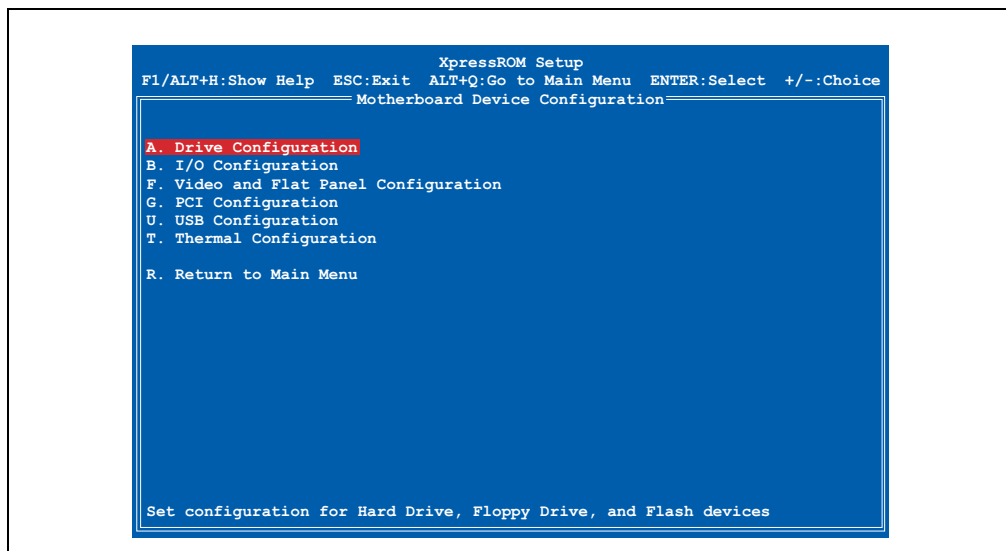 XpressROM Setup
F1/ALT+H:Show Help ESC:Exit ALT+Q:Go to Main Menu ENTER:Select +/-:Choice
Motherboard Device Configuration
A. Drive Configuration
B. I/O Configuration
F. Video and Flat Panel Configuration
G. PCI Configuration
U. USB Configuration
T. Thermal Configuration
R. Return to Main Menu
Set configuration for Hard Drive, Floppy Drive, and Flash devices